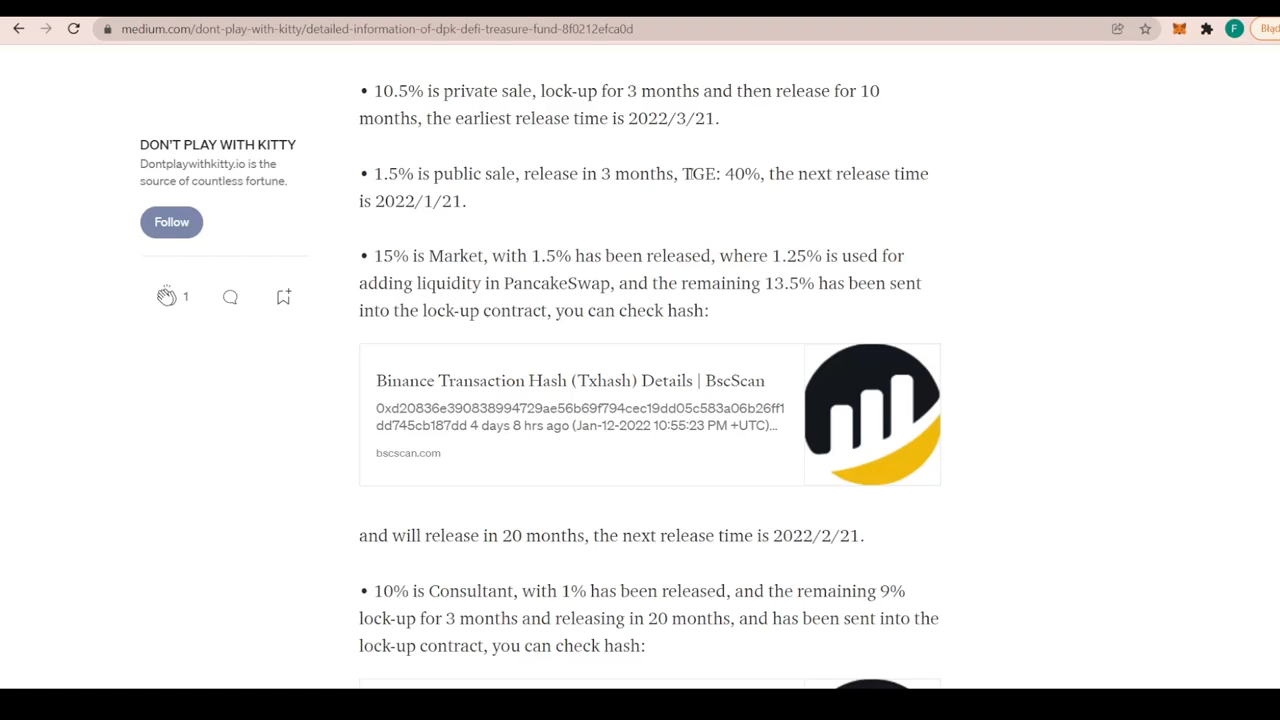 medium.com/dont-play-with-kitty/detailed-information-of-dpk-defi-treasure-fund-8f0212efca0d
F
Błąd
• 10.5% is private sale, lock-up for 3 months and then release for 10
months, the earliest release time is 2022/3/21.
DON'T PLAY WITH KITTY
Dontplaywithkitty.io is the
source of countless fortune.
Follow
1
• 1.5% is public sale, release in 3 months, TGE: 40%, the next release time
is 2022/1/21.
• 15% is Market, with 1.5% has been released, where 1.25% is used for
adding liquidity in PancakeSwap, and the remaining 13.5% has been sent
into the lock-up contract, you can check hash:
Binance Transaction Hash (Txhash) Details | BscScan
0xd20836e390838994729ae56b69f794cec19dd05c583a06b26ff1
dd745cb187dd 4 days 8 hrs ago (Jan-12-2022 10:55:23 PM +UTC)...
bscscan.com
and will release in 20 months, the next release time is 2022/2/21.
• 10% is Consultant, with 1% has been released, and the remaining 9%
lock-up for 3 months and releasing in 20 months, and has been sent into the
lock-up contract, you can check hash: